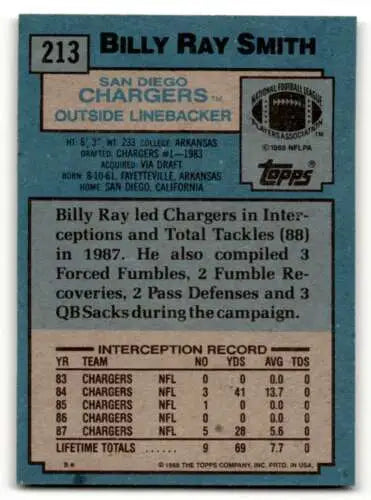 213 BILLY RAY SMITH
SAN DIEGO
CHARGERS™
OUTSIDE LINEBACKER
NATIONAL FOOTBALL LEAGUE
PLAYERS ASSOCIATION
©1988 NFLPA
Topps
HT: 6' 3" WT: 233 COLLEGE: ARKANSAS
DRAFTED: CHARGERS #1—1983
ACQUIRED: VIA DRAFT
BORN: 8-10-61, FAYETTEVILLE, ARKANSAS
HOME: SAN DIEGO, CALIFORNIA
Billy Ray led Chargers in Inter-
ceptions and Total Tackles (88)
in 1987. He also compiled 3
Forced Fumbles, 2 Fumble Re-
coveries, 2 Pass Defenses and 3
QB Sacks during the campaign.
INTERCEPTION RECORD
YR TEAM NO YDS AVG TDS
83 CHARGERS NFL 0 0 0.0 0
84 CHARGERS NFL 3 41 13.7 0
85 CHARGERS NFL 1 0 0.0 0
86 CHARGERS NFL 0 0 0.0 0
87 CHARGERS NFL 5 28 5.6 0
LIFETIME TOTALS ...... 9 69 7.7 0
©1988 THE TOPPS COMPANY, INC. PRTD. IN U.S.A.